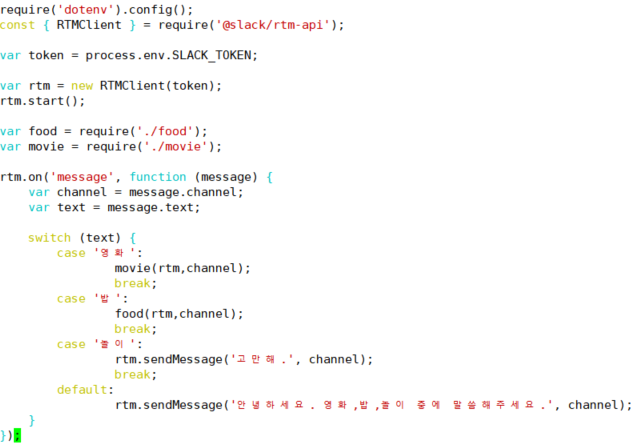 require('dotenv').config();
const { RTMClient } = require('@slack/rtm-api');
var token = process.env.SLACK_TOKEN;
var rtm = new RTMClient(token);
rtm.start();
var food = require('./food');
var movie = require('./movie');
rtm.on('message', function (message) {
    var channel = message.channel;
    var text = message.text;
    switch (text) {
        case '영화':
                movie(rtm,channel);
                break;
        case '밥':
                food(rtm,channel);
                break;
        case '놀이':
                rtm.sendMessage('고만해.', channel);
                break;
        default:
                rtm.sendMessage('안녕하세요. 영화,밥,놀이 중에 말씀해주세요.', channel);
    }
});